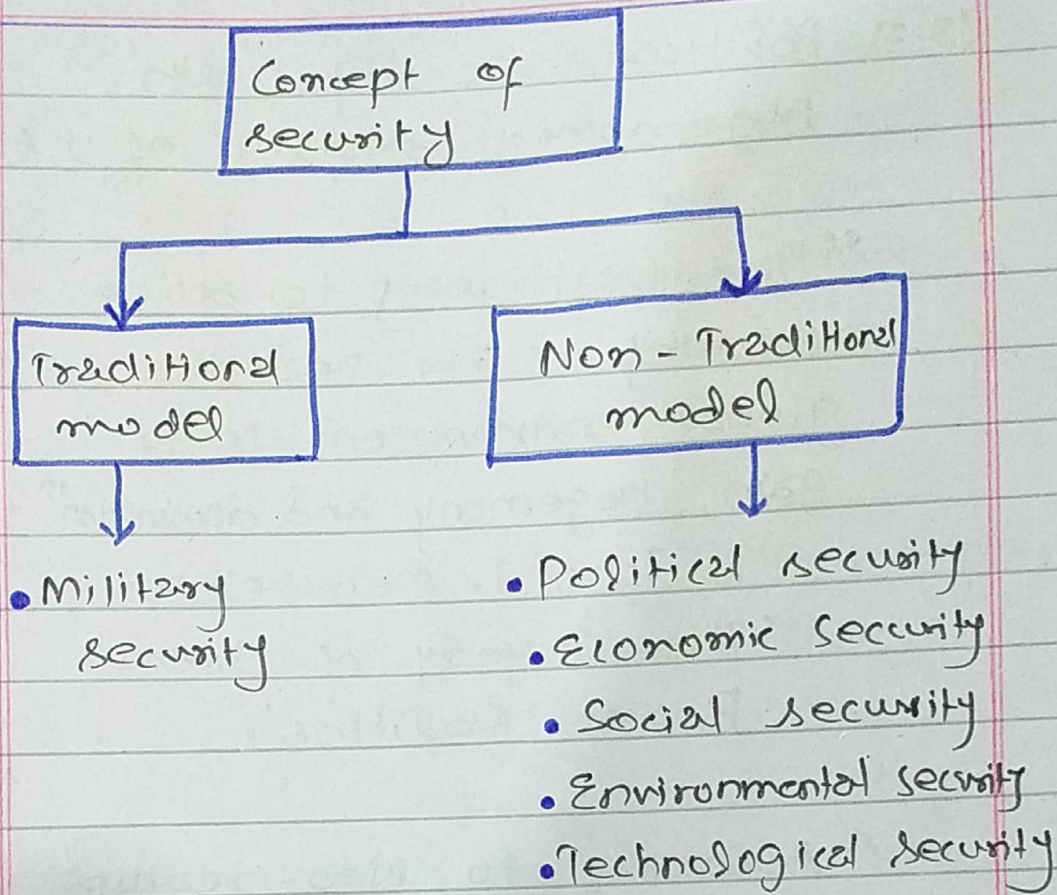 Concept of
security
Traditional
model
Non - Traditional
model
• Military
security
• Political security
• Economic security
• Social security
• Environmental security
• Technological security